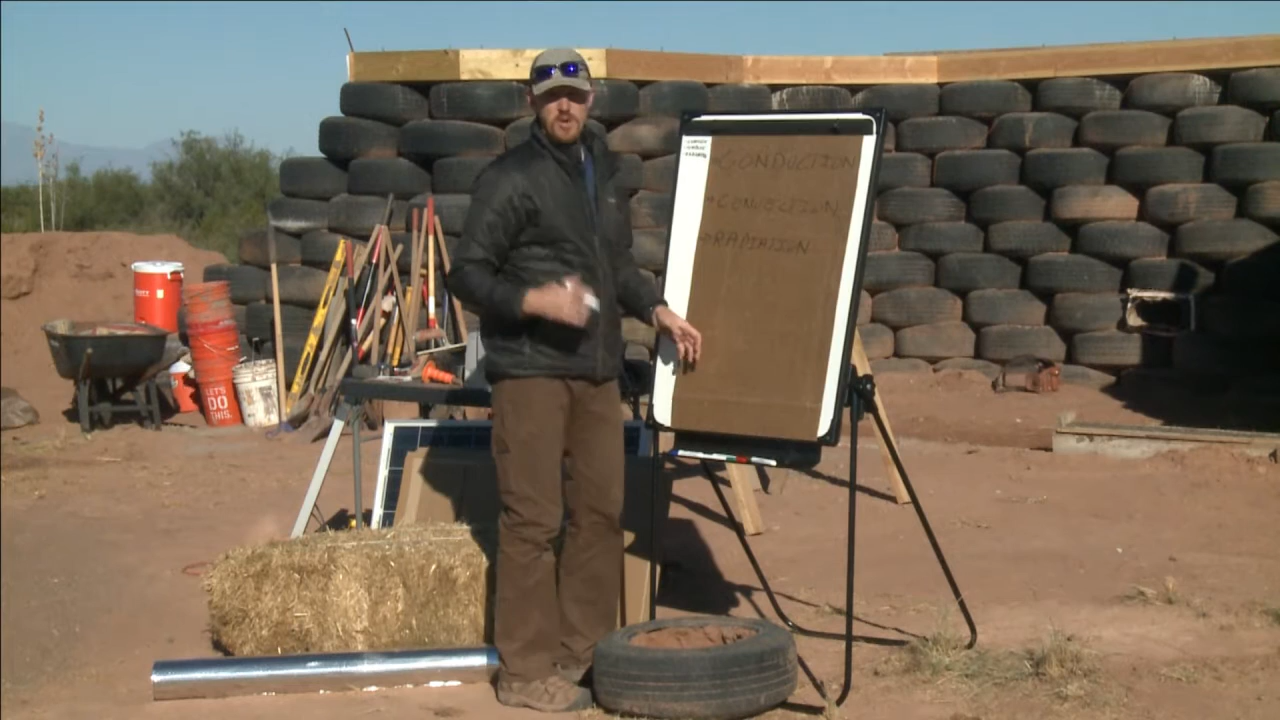 CONDUCTION
CONVECTION
RADIATION
LET'S
DO
THIS.